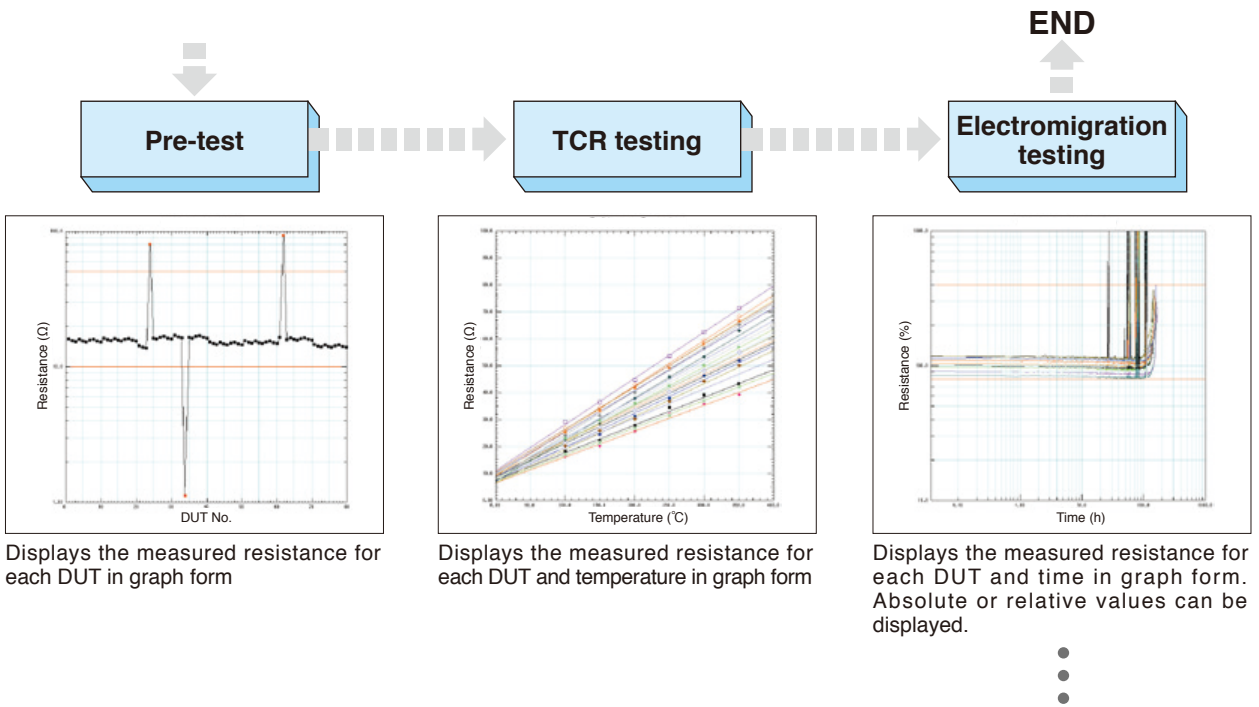 END
Pre-test
TCR testing
Electromigration
testing
Resistance (Ω)
DUT No.
Resistance (Ω)
Temperature (℃)
Resistance (%)
Time (h)
Displays the measured resistance for
each DUT in graph form
Displays the measured resistance for
each DUT and temperature in graph form
Displays the measured resistance for
each DUT and time in graph form.
Absolute or relative values can be
displayed.